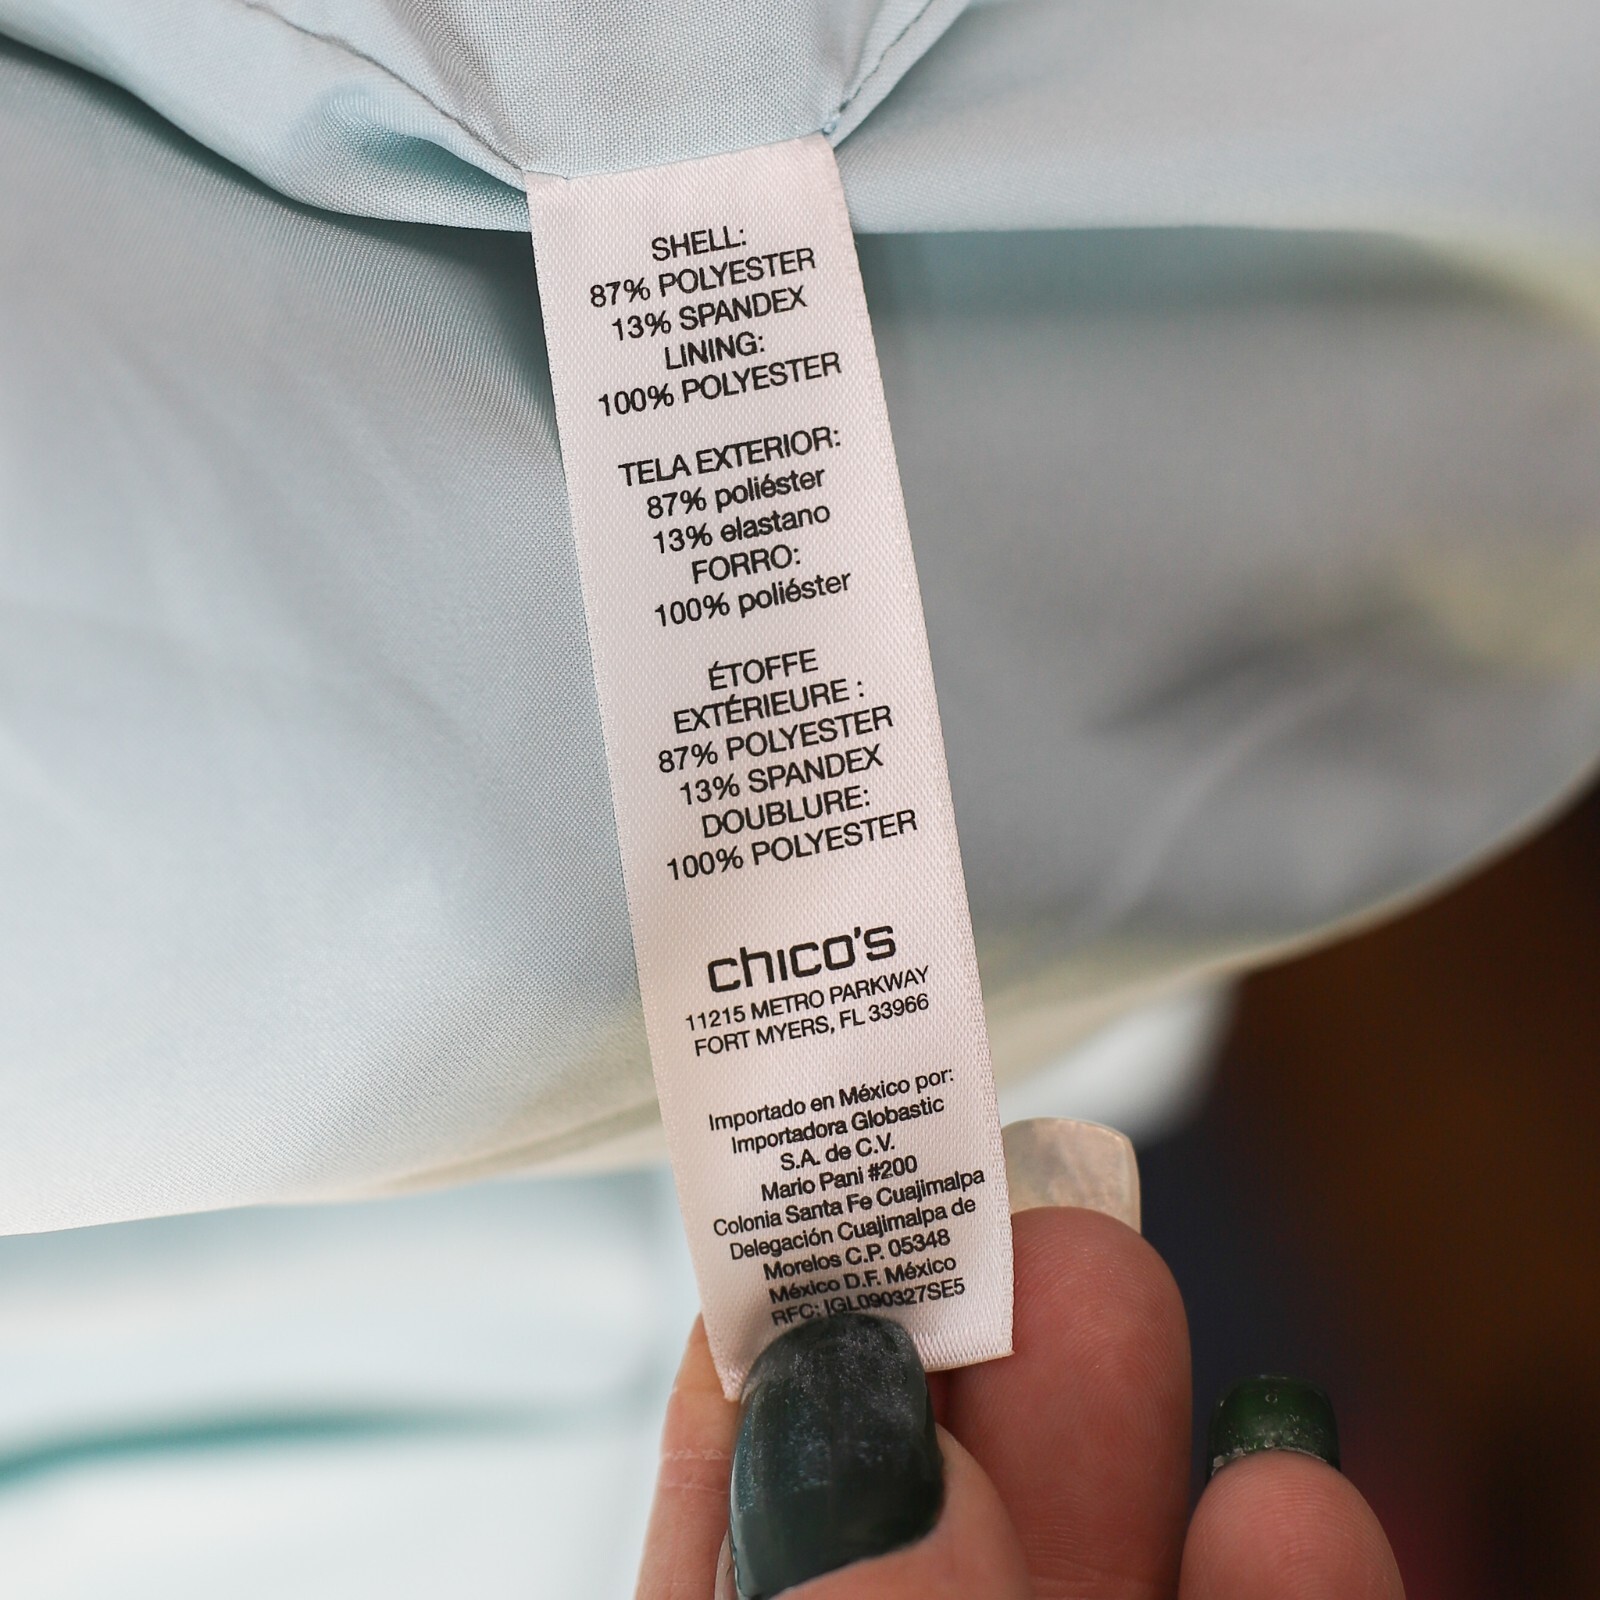 SHELL:
87% POLYESTER
13% SPANDEX
LINING:
100% POLYESTER
TELA EXTERIOR:
87% poliéster
13% elastano
FORRO:
100% poliéster
ÉTOFFE
EXTÉRIEURE :
87% POLYESTER
13% SPANDEX
DOUBLURE:
100% POLYESTER
chico's
11215 METRO PARKWAY
FORT MYERS, FL 33966
Importado en México por:
Importadora Globastic
S.A. de C.V.
Mario Pani #200
Colonia Santa Fe Cuajimalpa
Delegación Cuajimalpa de
Morelos C.P. 05348
México D.F. México
RFC: IGL090327SE5